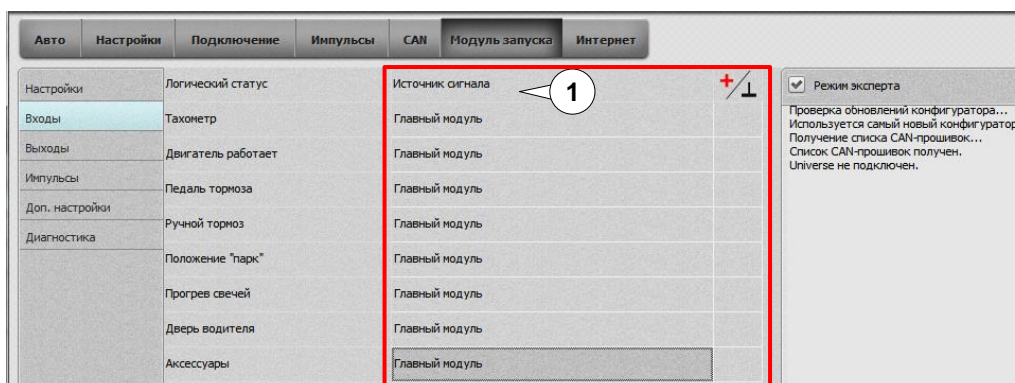 Авто Настройки Подключение Импульсы CAN Модуль запуска Интернет
Настройки
Входы
Выходы
Импульсы
Доп. настройки
Диагностика
Логический статус Источник сигнала 1
Тахометр Главный модуль
Двигатель работает Главный модуль
Педаль тормоза Главный модуль
Ручной тормоз Главный модуль
Положение "парк" Главный модуль
Прогрев свечей Главный модуль
Дверь водителя Главный модуль
Аксессуары Главный модуль
Режим эксперта
Проверка обновлений конфигуратора...
Используется самый новый конфигуратор
Получение списка CAN-прошивок...
Список CAN-прошивок получен.
Universe не подключен.